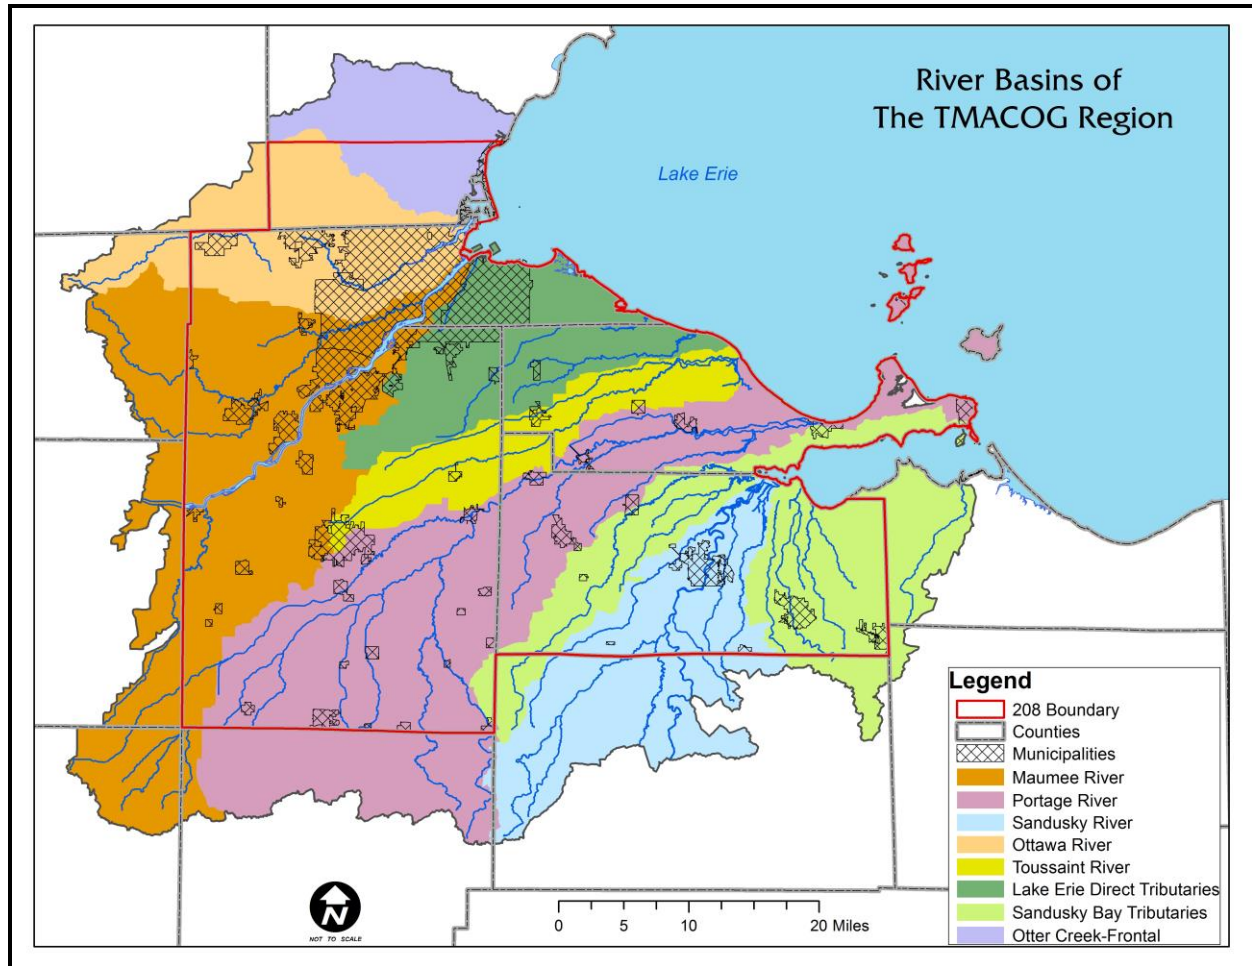 River Basins of
The TMACOG Region
Lake Erie
Legend
208 Boundary
Counties
Municipalities
Maumee River
Portage River
Sandusky River
Ottawa River
Toussaint River
Lake Erie Direct Tributaries
Sandusky Bay Tributaries
Otter Creek-Frontal
N
NOT TO SCALE
0 5 10 20 Miles